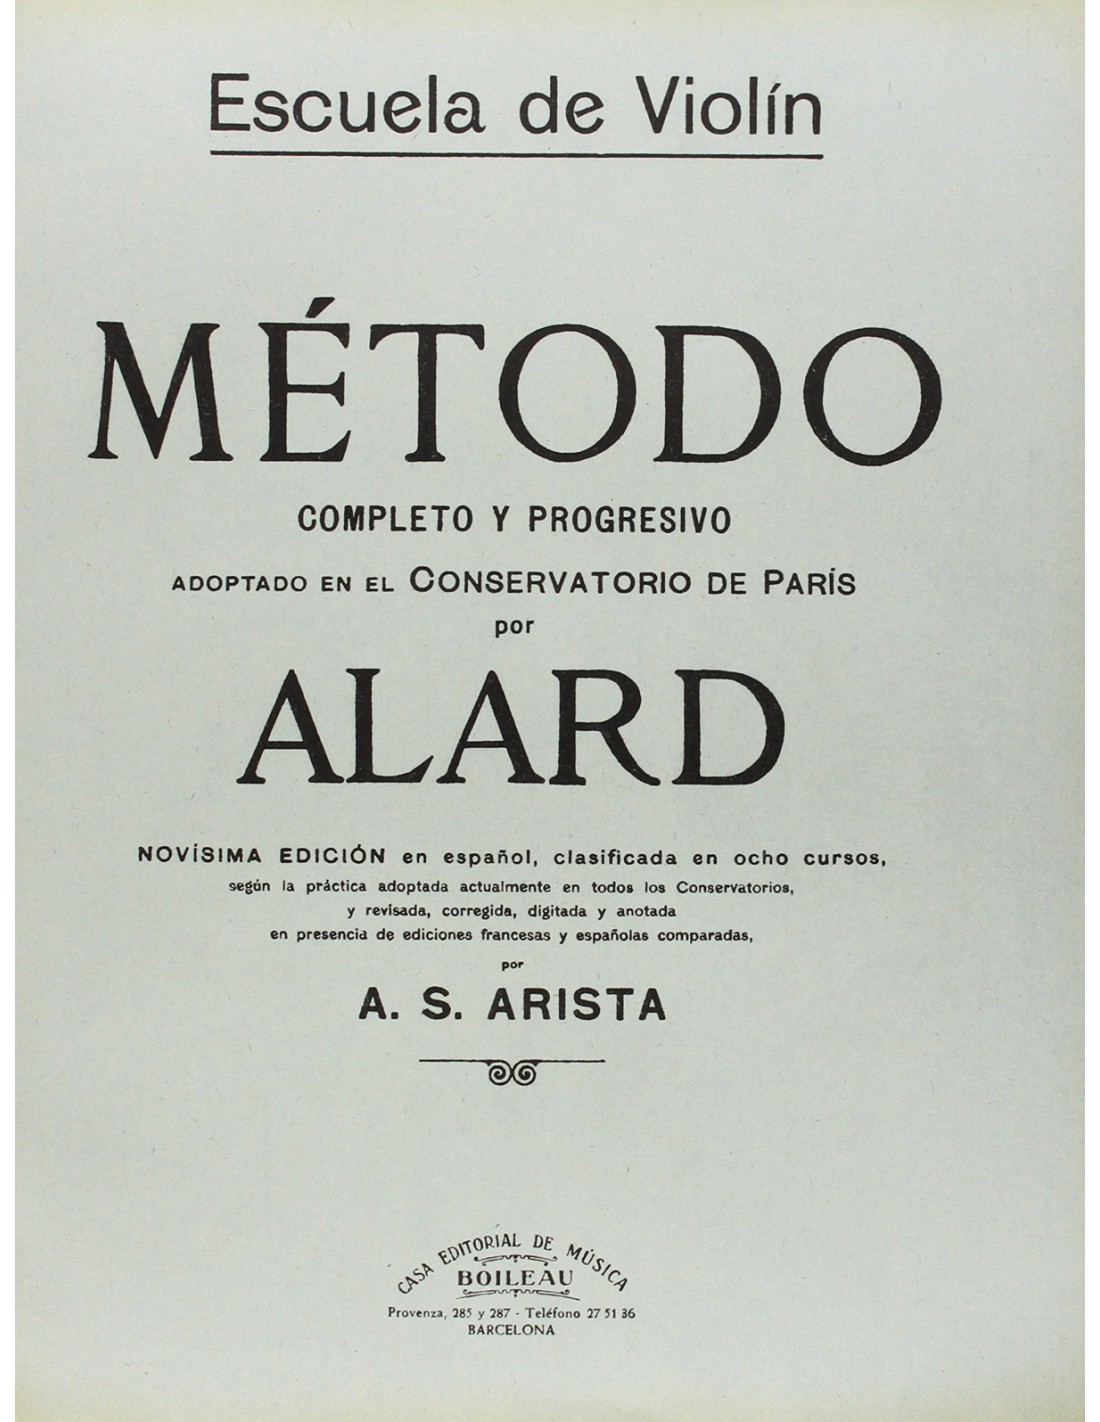 Escuela de Violín
MÉTODO
COMPLETO Y PROGRESIVO
ADOPTADO EN EL CONSERVATORIO DE PARÍS
por
ALARD
NOVÍSIMA EDICIÓN en español, clasificada en ocho cursos,
según la práctica adoptada actualmente en todos los Conservatorios,
y revisada, corregida, digitada y anotada
en presencia de ediciones francesas y españolas comparadas,
por
A. S. ARISTA
CASA EDITORIAL DE MÚSICA
BOILEAU
Provenza, 285 y 287 - Teléfono 27 51 36
BARCELONA